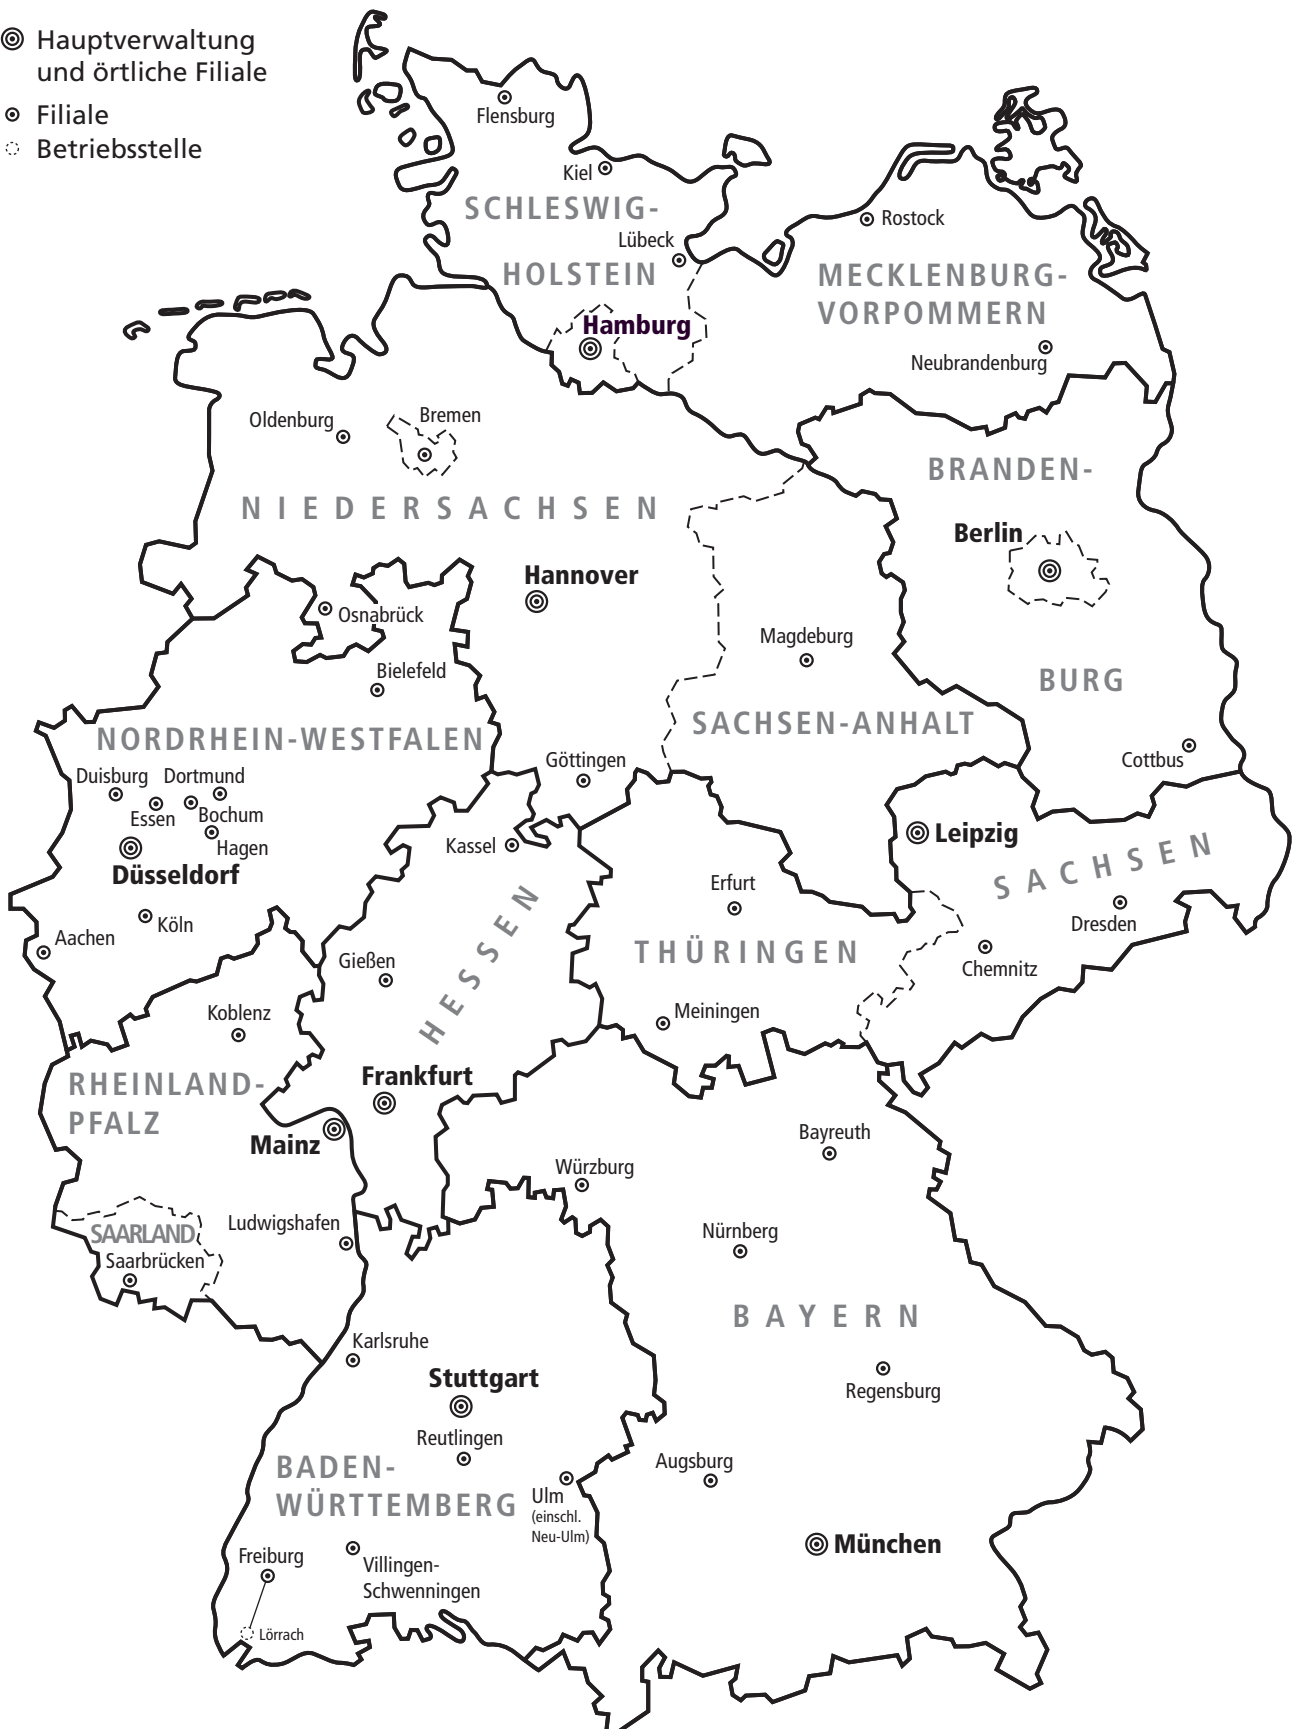 Hauptverwaltung
und örtliche Filiale
Filiale
Betriebsstelle
Flensburg
Kiel
SCHLESWIG-
HOLSTEIN
Lübeck
Rostock
MECKLENBURG-
VORPOMMERN
Hamburg
Neubrandenburg
Oldenburg
Bremen
BRANDEN-
NIEDERSACHSEN
Berlin
Hannover
Osnabrück
Magdeburg
Bielefeld
BURG
SACHSEN-ANHALT
NORDRHEIN-WESTFALEN
Göttingen
Cottbus
Duisburg
Dortmund
Essen
Bochum
Hagen
Düsseldorf
Kassel
Leipzig
SACHSEN
Erfurt
Köln
Aachen
Dresden
HESSEN
THÜRINGEN
Gießen
Chemnitz
Koblenz
Meiningen
RHEINLAND-
PFALZ
Frankfurt
Mainz
Bayreuth
Würzburg
SAARLAND
Ludwigshafen
Nürnberg
Saarbrücken
BAYERN
Karlsruhe
Stuttgart
Regensburg
Reutlingen
BADEN-
WÜRTTEMBERG
Augsburg
Ulm
(einschl.
Neu-Ulm)
München
Freiburg
Villingen-
Schwenningen
Lörrach